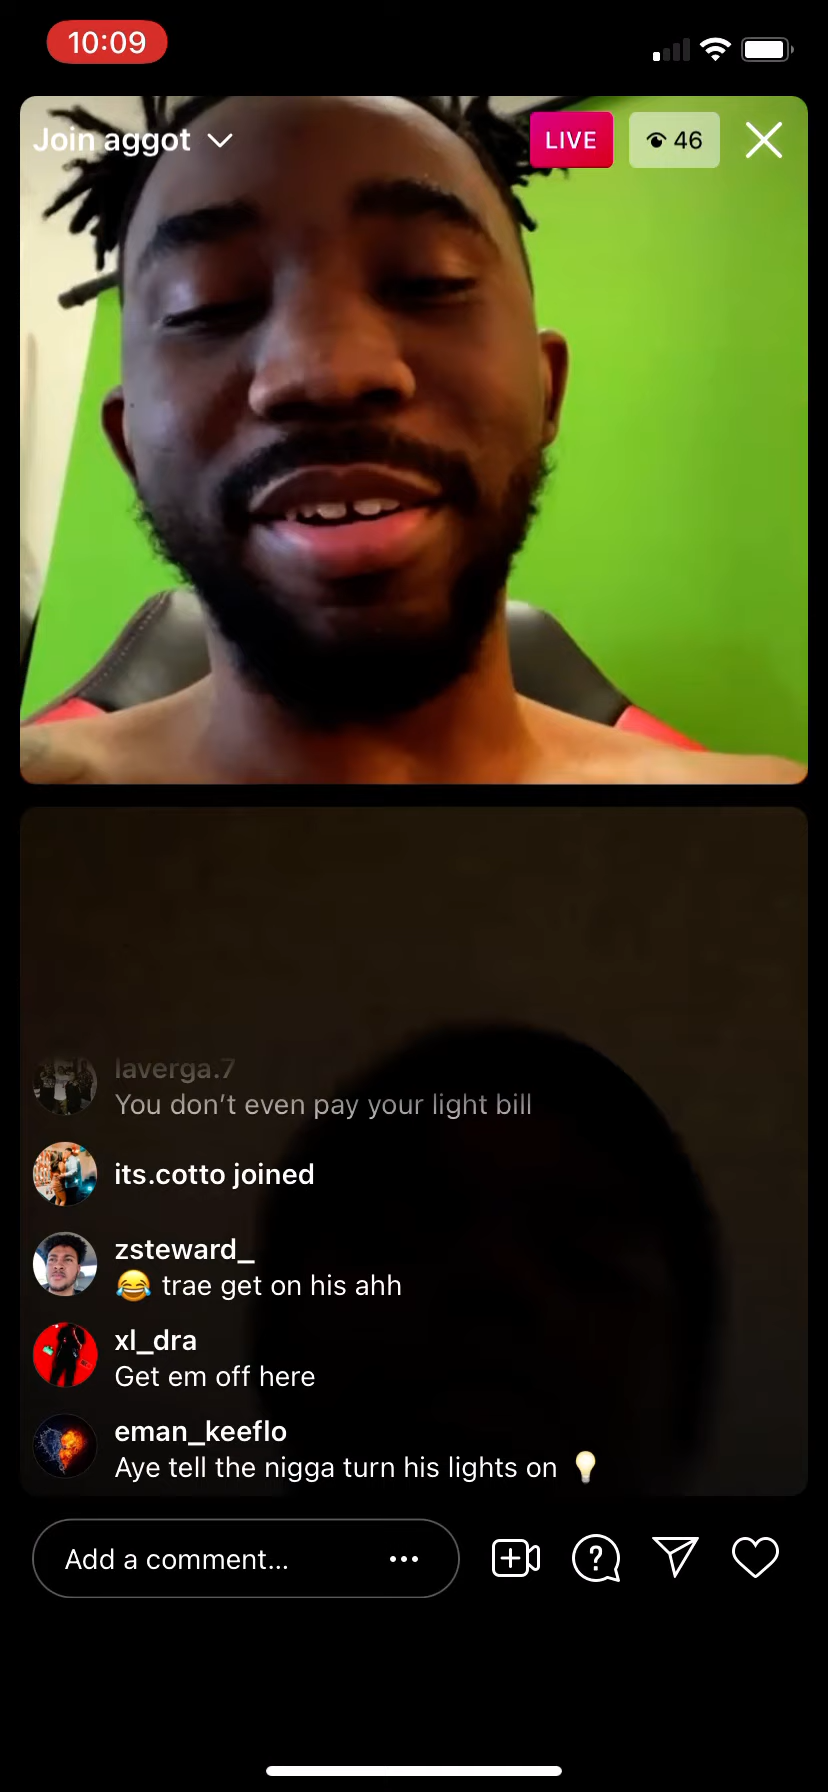 10:09
Join aggot
LIVE
46
laverga.7
You don't even pay your light bill
its.cotto joined
zsteward_
😂 trae get on his ahh
xl_dra
Get em off here
eman_keeflo
Aye tell the nigga turn his lights on 💡
Add a comment...